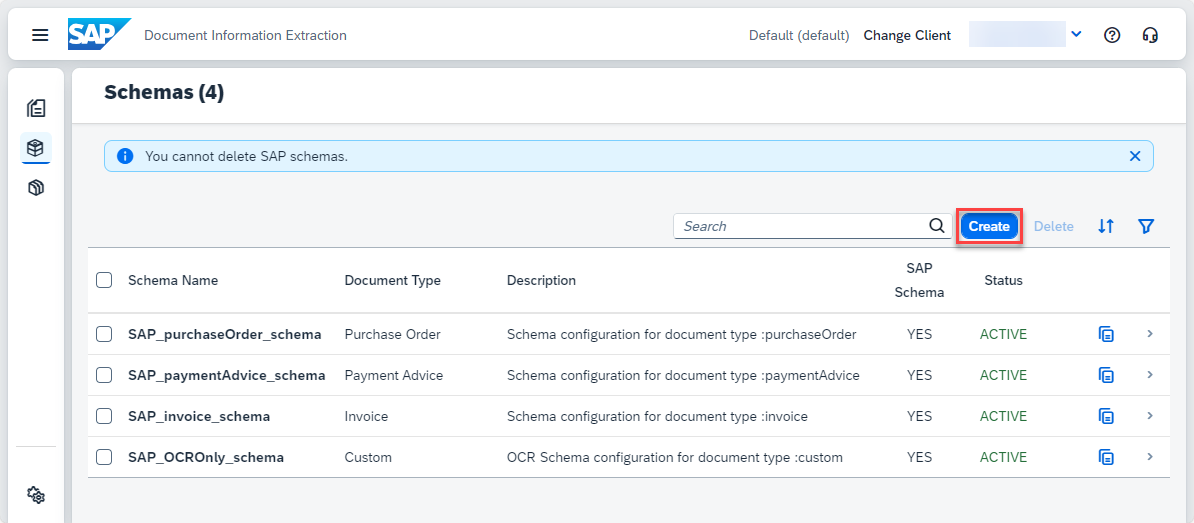 SAP Document Information Extraction Default (default) Change Client
Schemas (4)
You cannot delete SAP schemas.
Search Create Delete
Schema Name Document Type Description SAP Schema Status
SAP_purchaseOrder_schema Purchase Order Schema configuration for document type :purchaseOrder YES ACTIVE
SAP_paymentAdvice_schema Payment Advice Schema configuration for document type :paymentAdvice YES ACTIVE
SAP_invoice_schema Invoice Schema configuration for document type :invoice YES ACTIVE
SAP_OCROnly_schema Custom OCR Schema configuration for document type :custom YES ACTIVE